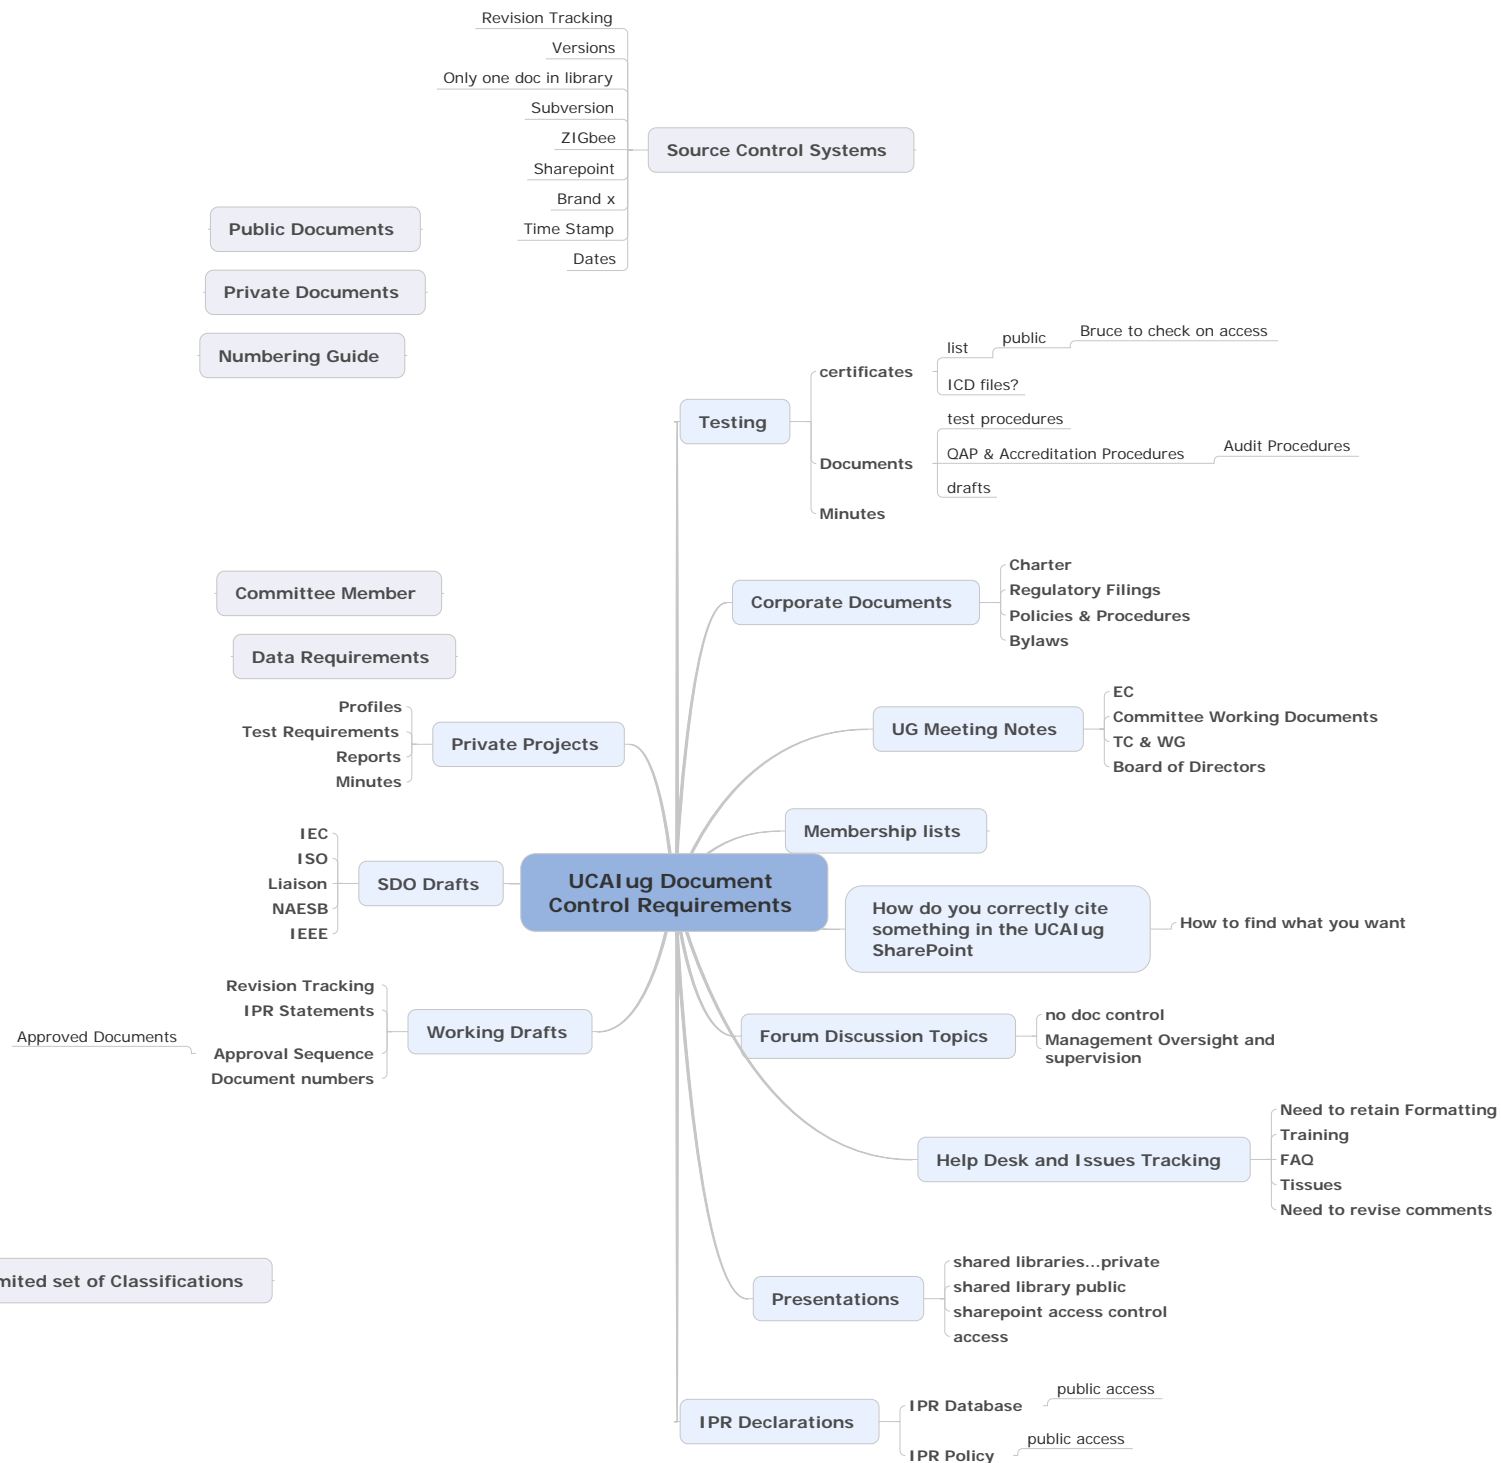 Revision Tracking
Versions
Only one doc in library
Subversion
ZIGbee
Sharepoint
Brand x
Time Stamp
Dates
Source Control Systems
Public Documents
Private Documents
Numbering Guide
Testing
certificates
list
public
Bruce to check on access
ICD files?
Documents
test procedures
QAP & Accreditation Procedures
Audit Procedures
drafts
Minutes
Corporate Documents
Charter
Regulatory Filings
Policies & Procedures
Bylaws
Committee Member
Data Requirements
Private Projects
Profiles
Test Requirements
Reports
Minutes
UG Meeting Notes
EC
Committee Working Documents
TC & WG
Board of Directors
Membership lists
SDO Drafts
IEC
ISO
Liaison
NAESB
IEEE
UCAIug Document
Control Requirements
How do you correctly cite
something in the UCAIug
SharePoint
How to find what you want
Working Drafts
Revision Tracking
IPR Statements
Approval Sequence
Approved Documents
Document numbers
Forum Discussion Topics
no doc control
Management Oversight and
supervision
Help Desk and Issues Tracking
Need to retain Formatting
Training
FAQ
Tissues
Need to revise comments
set of Classifications
Presentations
shared libraries...private
shared library public
sharepoint access control
access
IPR Declarations
IPR Database
public access
IPR Policy
public access